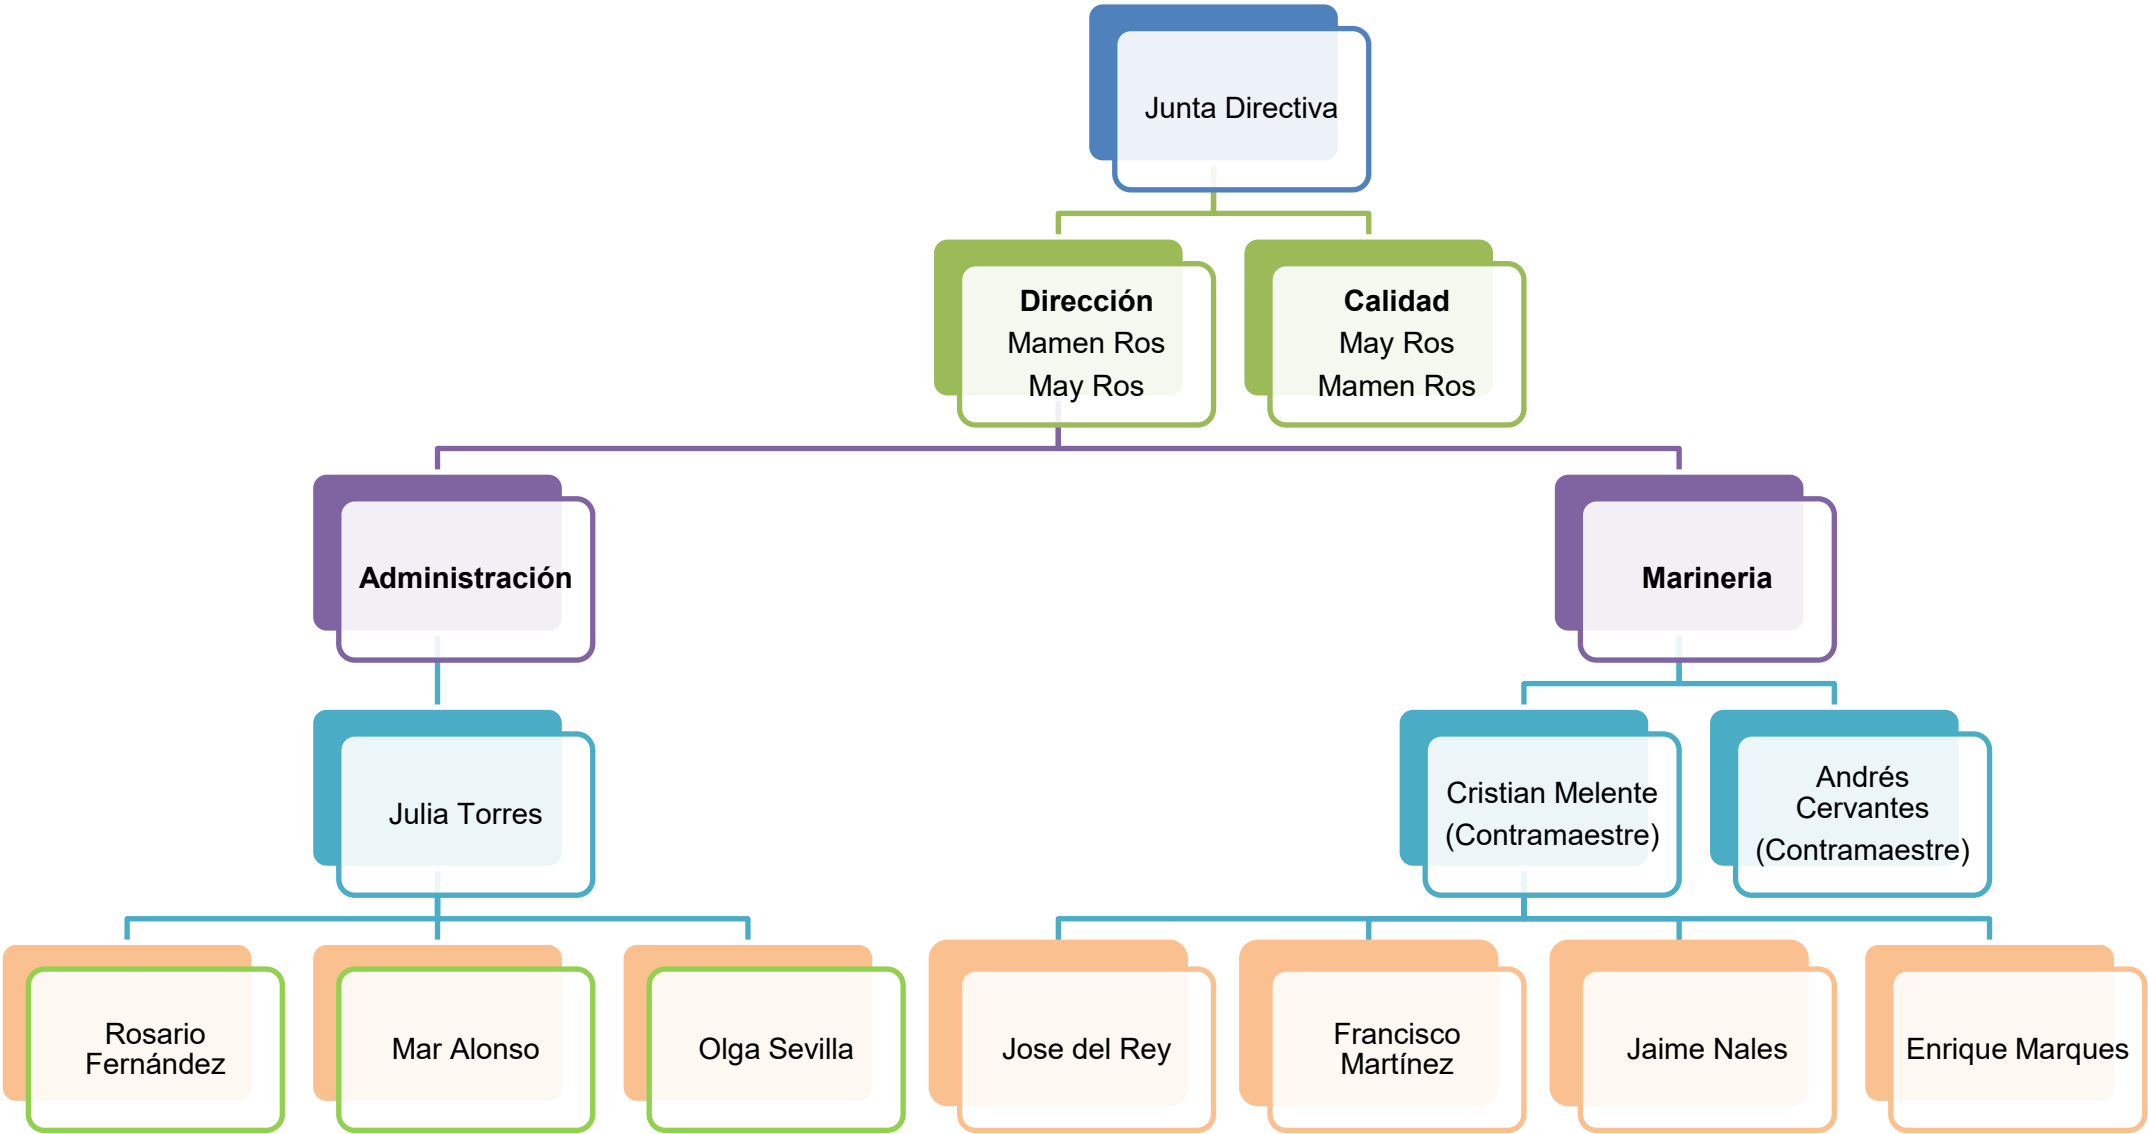 Junta Directiva
Dirección
Mamen Ros
May Ros
Calidad
May Ros
Mamen Ros
Administración
Marineria
Julia Torres
Cristian Melente
(Contramaestre)
Andrés
Cervantes
(Contramaestre)
Rosario
Fernández
Mar Alonso
Olga Sevilla
Jose del Rey
Francisco
Martínez
Jaime Nales
Enrique Marques